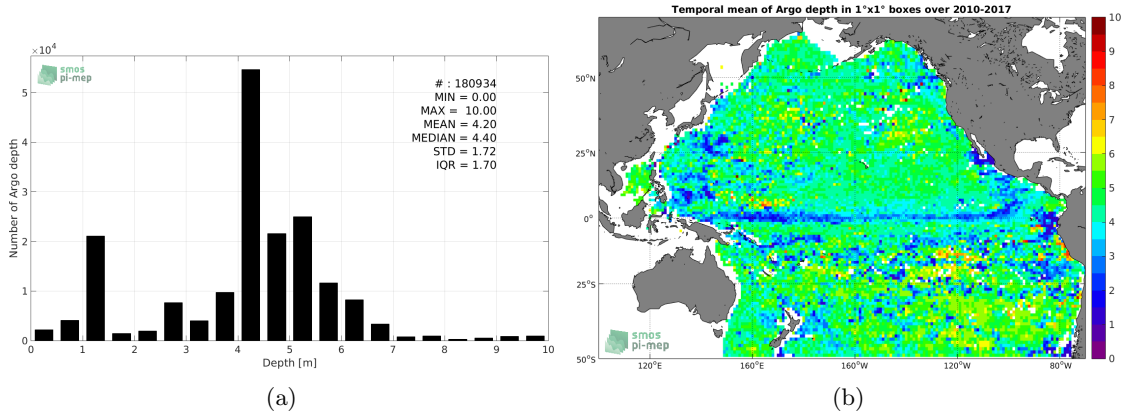 ×10⁴
smos
pi-mep
# : 180934
MIN = 0.00
MAX = 10.00
MEAN = 4.20
MEDIAN = 4.40
STD = 1.72
IQR = 1.70
5
4
3
2
1
0
Number of Argo depth
0 1 2 3 4 5 6 7 8 9 10
Depth [m]
(a)
Temporal mean of Argo depth in 1°x1° boxes over 2010-2017
50°N
25°N
0°
25°S
50°S
120°E 160°E 160°W 120°W 80°W
smos
pi-mep
10
9
8
7
6
5
4
3
2
1
0
(b)